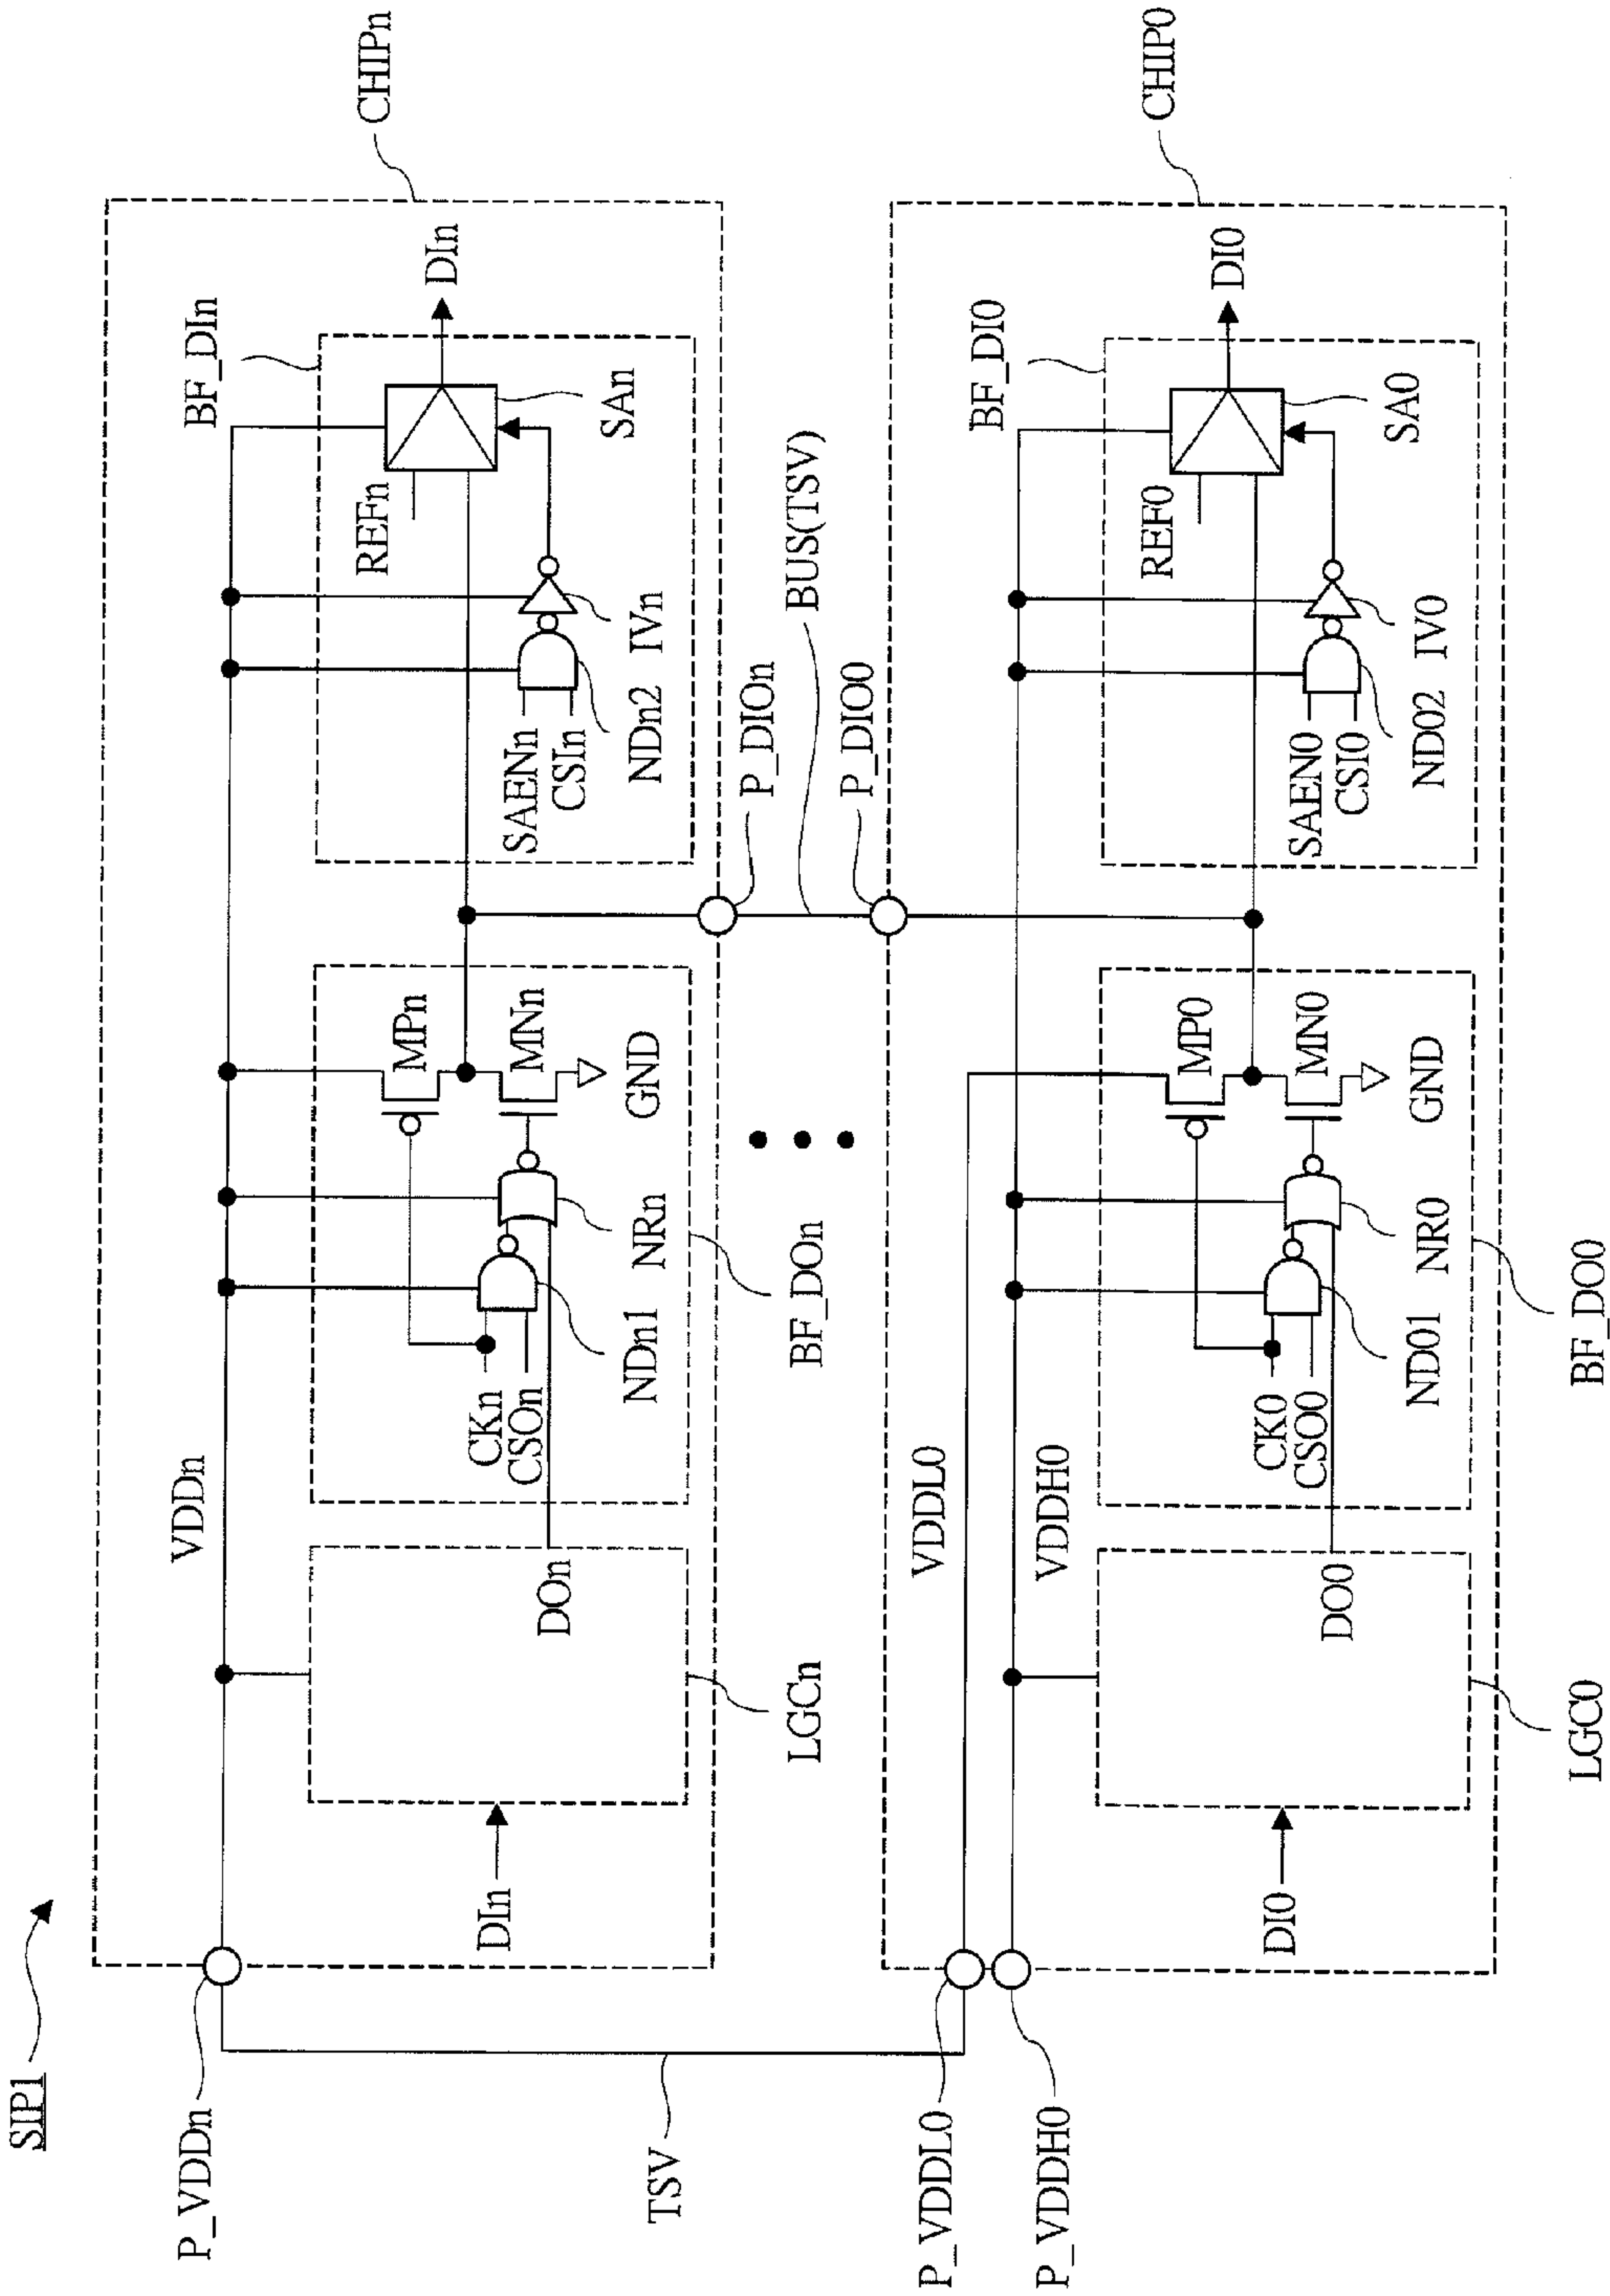 SIP1
CHIPn
P_VDDn
VDDn
BF_DIn
DIn
LGCn
DOn
DIn
CKn
CSOn
NDn1
NRn
MPn
MNn
GND
BF_DOn
SAENn
CSIn
NDn2
IVn
REFn
SAn
P_DIOn
BUS(TSV)
P_DIO0
TSV
CHIP0
P_VDDL0
P_VDDH0
VDDL0
VDDH0
BF_DI0
DI0
LGC0
DO0
DI0
CK0
CSO0
ND01
NR0
MP0
MN0
GND
BF_DO0
SAEN0
CSI0
ND02
IV0
REF0
SA0